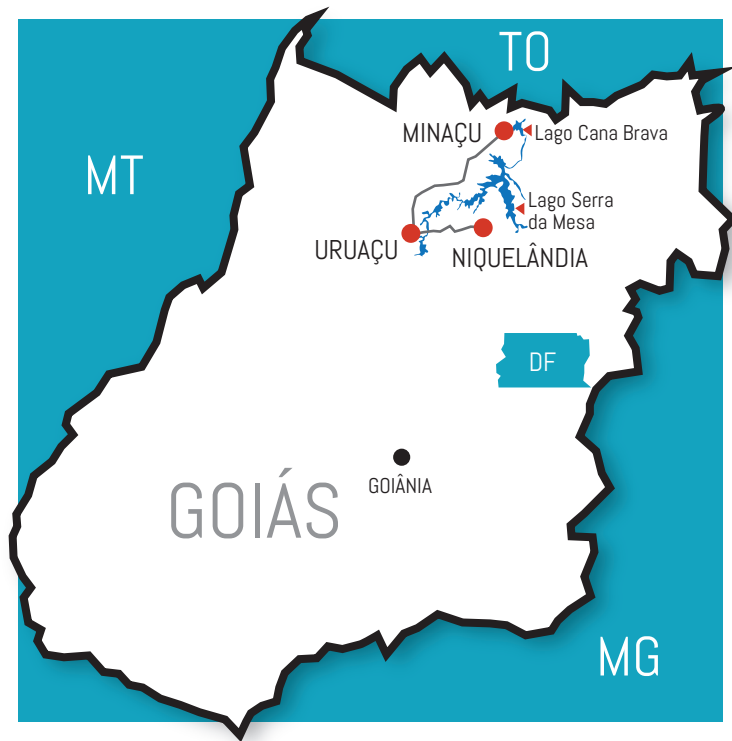 TO
MINAÇU
Lago Cana Brava
MT
Lago Serra
da Mesa
URUAÇU
NIQUELÂNDIA
DF
GOIÂNIA
GOIÁS
MG